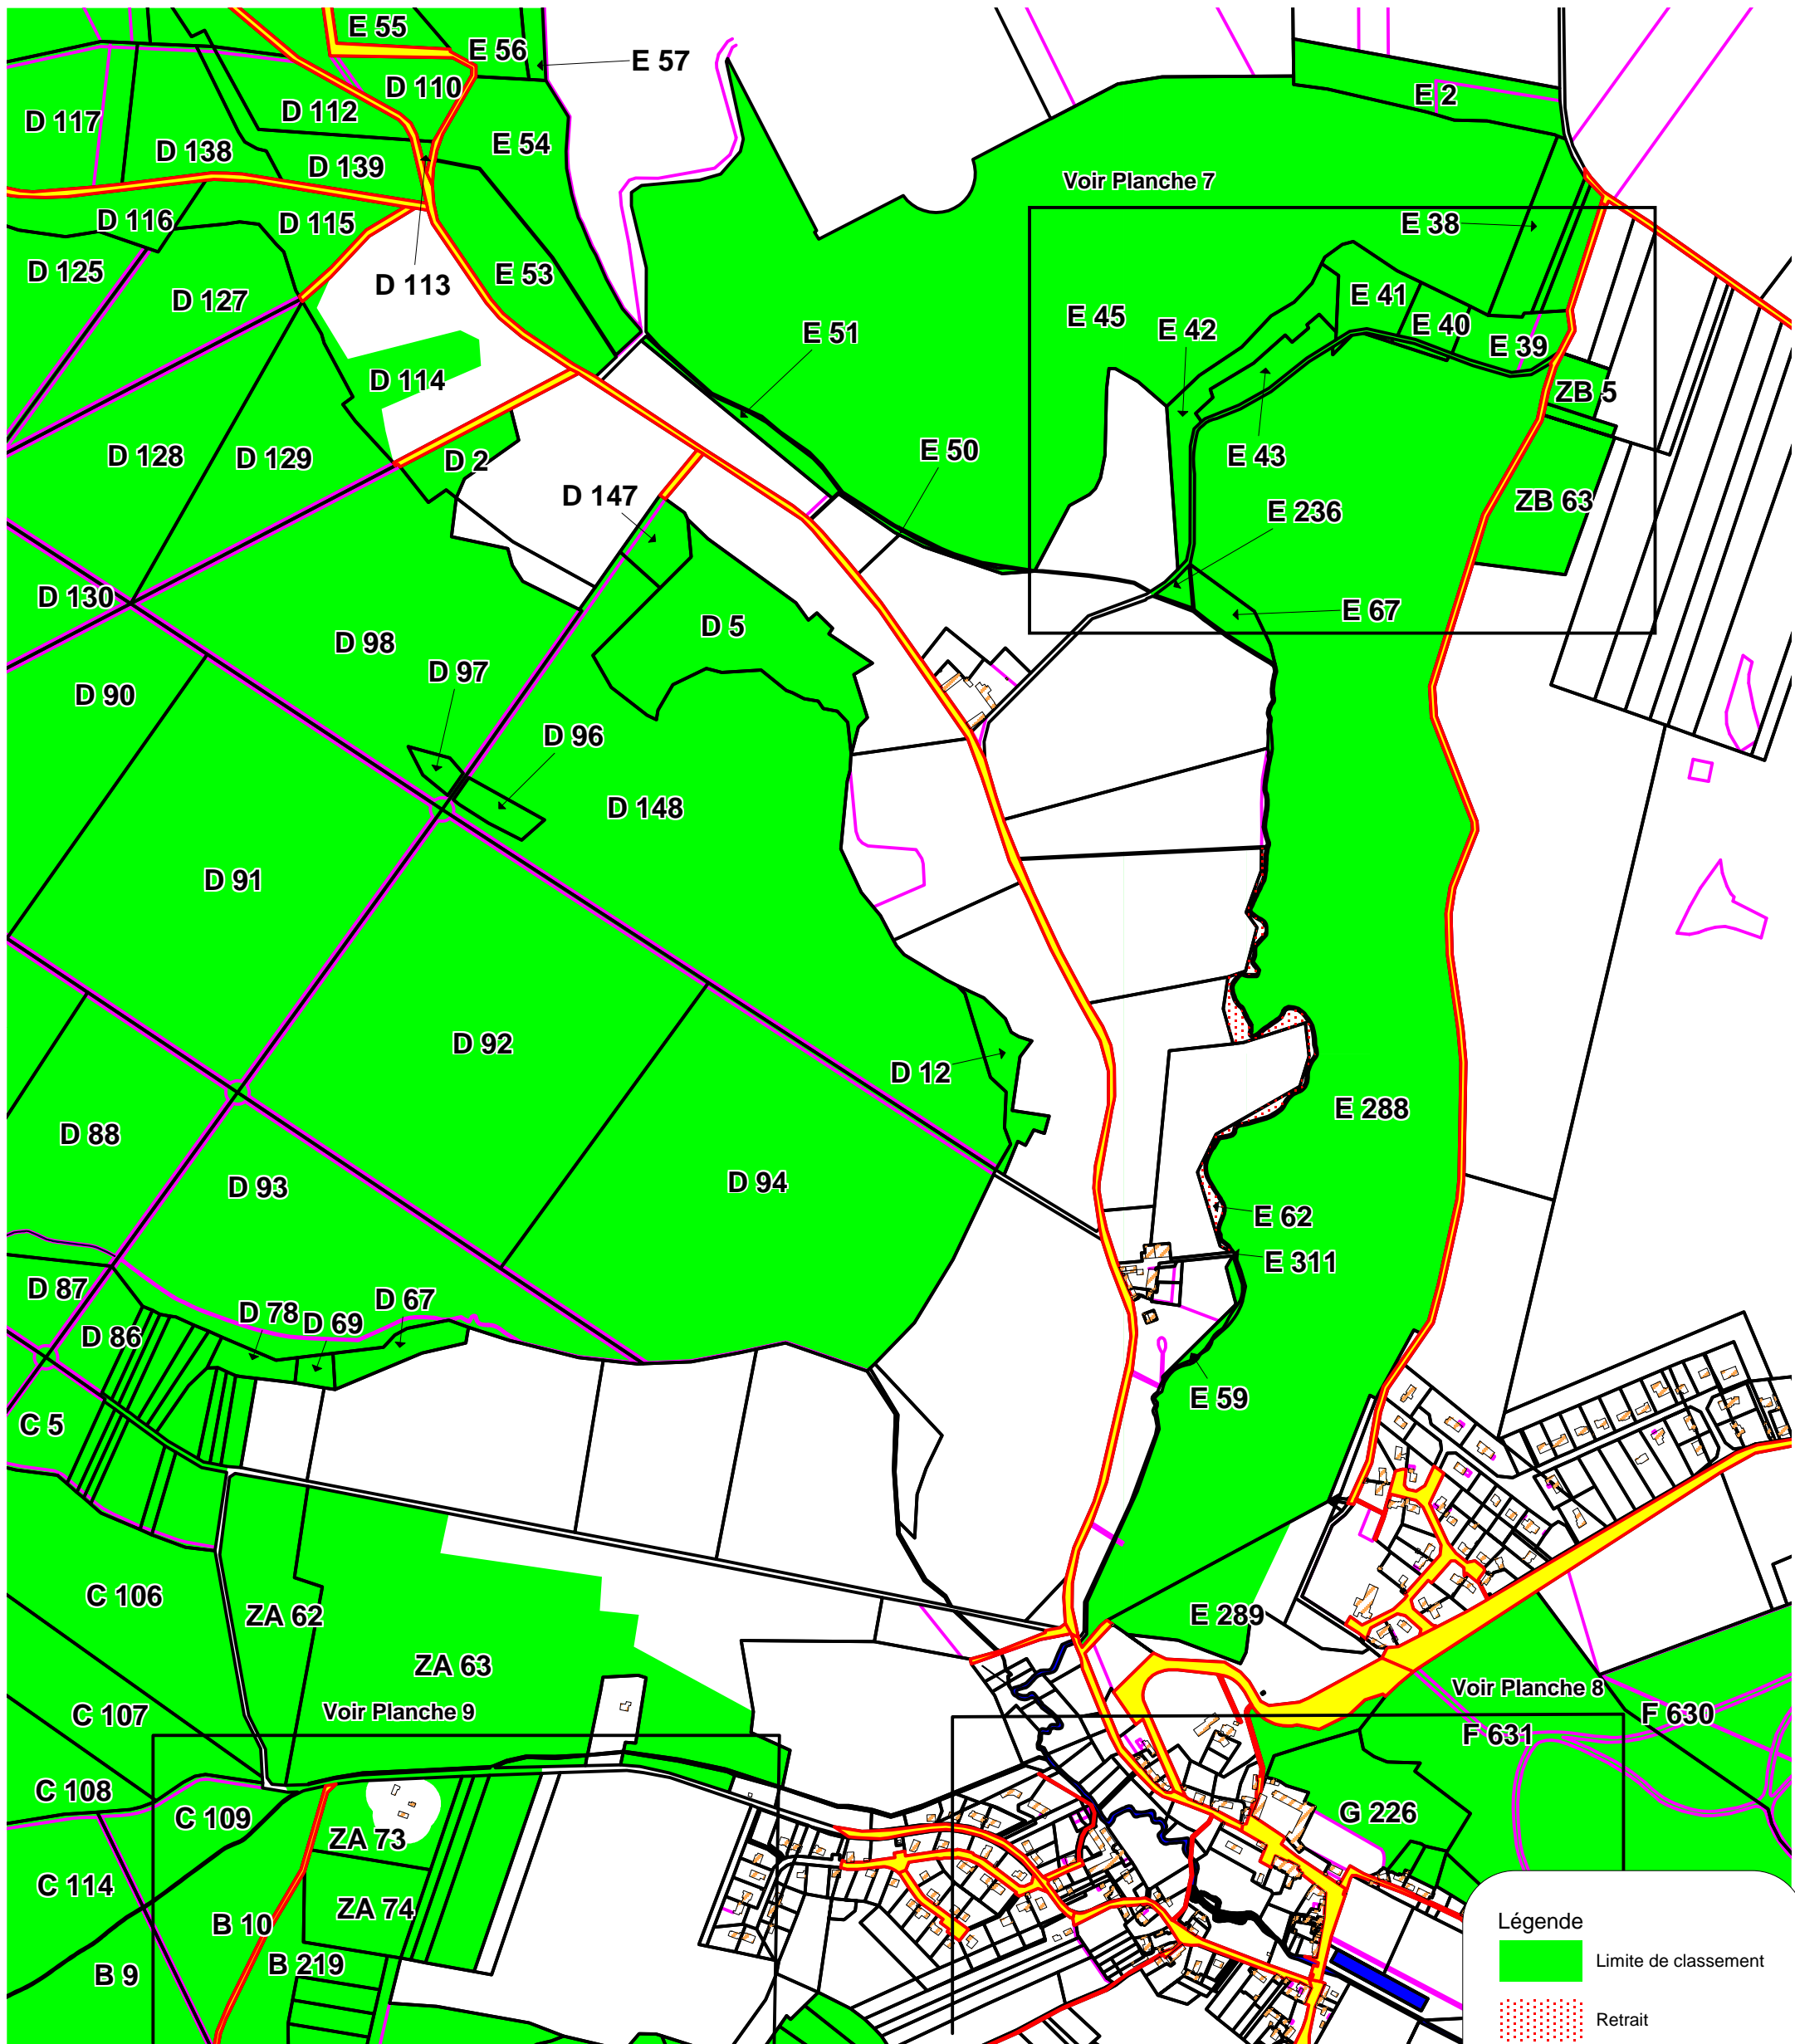 E 55
E 56
E 57
D 110
D 112
D 117
E 2
E 54
D 138
D 139
Voir Planche 7
D 116
D 115
E 38
D 125
D 113
E 53
D 127
E 41
E 45
E 42
E 40
E 51
E 39
D 114
ZB 5
D 128
D 129
D 2
E 50
E 43
D 147
E 236
ZB 63
D 130
E 67
D 5
D 98
D 97
D 90
D 96
D 148
D 91
D 92
D 12
E 288
D 88
D 93
D 94
E 62
E 311
D 87
D 67
D 78
D 69
D 86
E 59
C 5
C 106
ZA 62
E 289
ZA 63
Voir Planche 8
Voir Planche 9
C 107
F 630
F 631
C 108
C 109
G 226
ZA 73
C 114
ZA 74
B 10
B 219
B 9
Légende
Limite de classement
Retrait